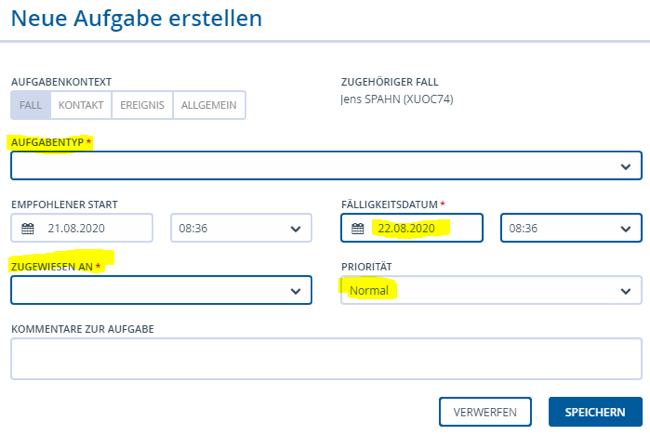 Neue Aufgabe erstellen
AUFGABENKONTEXT
ZUGEHÖRIGER FALL
FALL KONTAKT EREIGNIS ALLGEMEIN
Jens SPAHN (XUOC74)
AUFGABENTYP *
EMPFOHLENER START
FÄLLIGKEITSDATUM *
21.08.2020 08:36
22.08.2020 08:36
ZUGEWIESEN AN *
PRIORITÄT
Normal
KOMMENTARE ZUR AUFGABE
VERWERFEN SPEICHERN